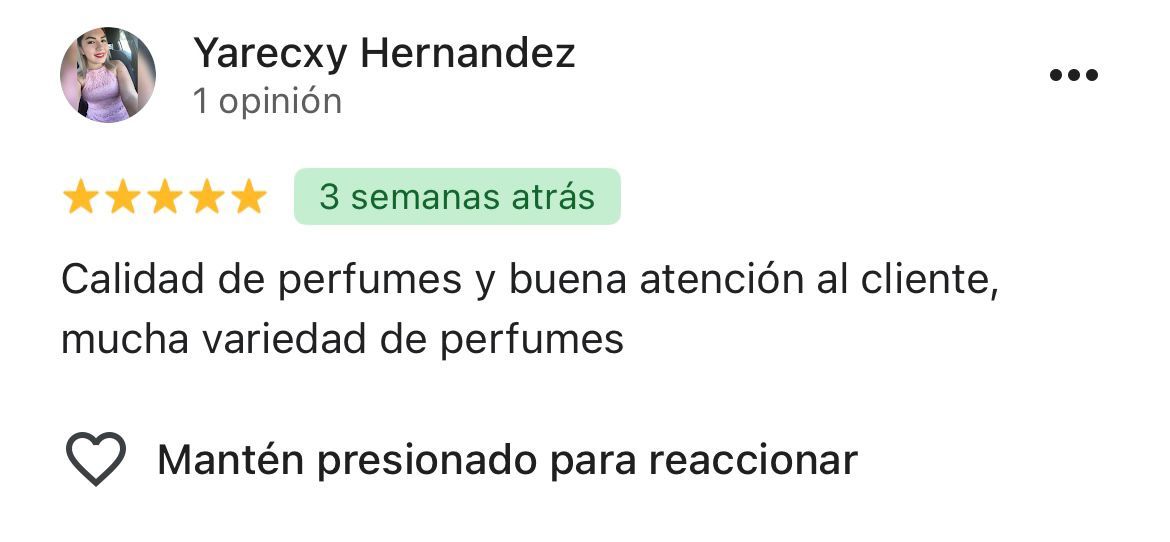 Yarecxy Hernandez
1 opinión
3 semanas atrás
Calidad de perfumes y buena atención al cliente,
mucha variedad de perfumes
Mantén presionado para reaccionar